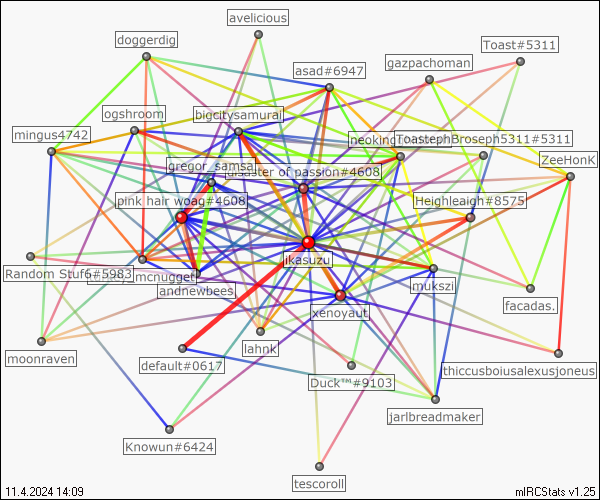 avelicious
doggerdig
Toast#5311
gazpachoman
asad#6947
ogshroom
bigcitysamurai
mingus4742
ToastephBroseph5311#5311
gregor_samsa
disaster of passion#4608
ZeeHonK
pink hair woag#4608
Heighleaigh#8575
ikasuzu
Random Stuf6#5983
mcnugget
andnewbees
mukszi
facadas.
xenoyaut
moonraven
lahnk
default#0617
thiccusboiusalexusjoneus
Duck™#9103
jarlbreadmaker
Knowun#6424
tescoroll
11.4.2024 14:09
mIRCStats v1.25